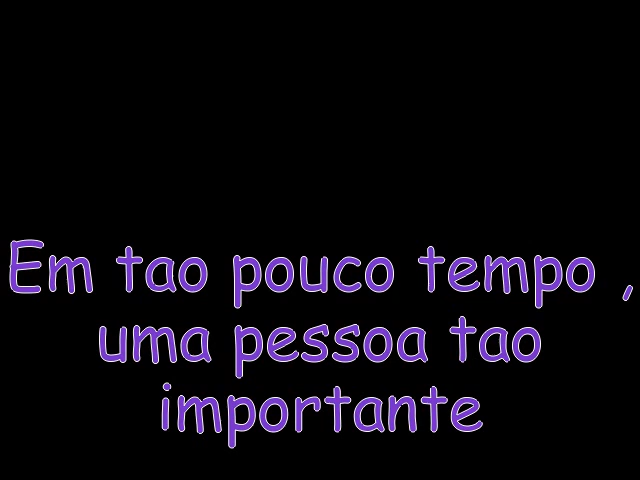 Em tao pouco tempo ,
uma pessoa tao
importante